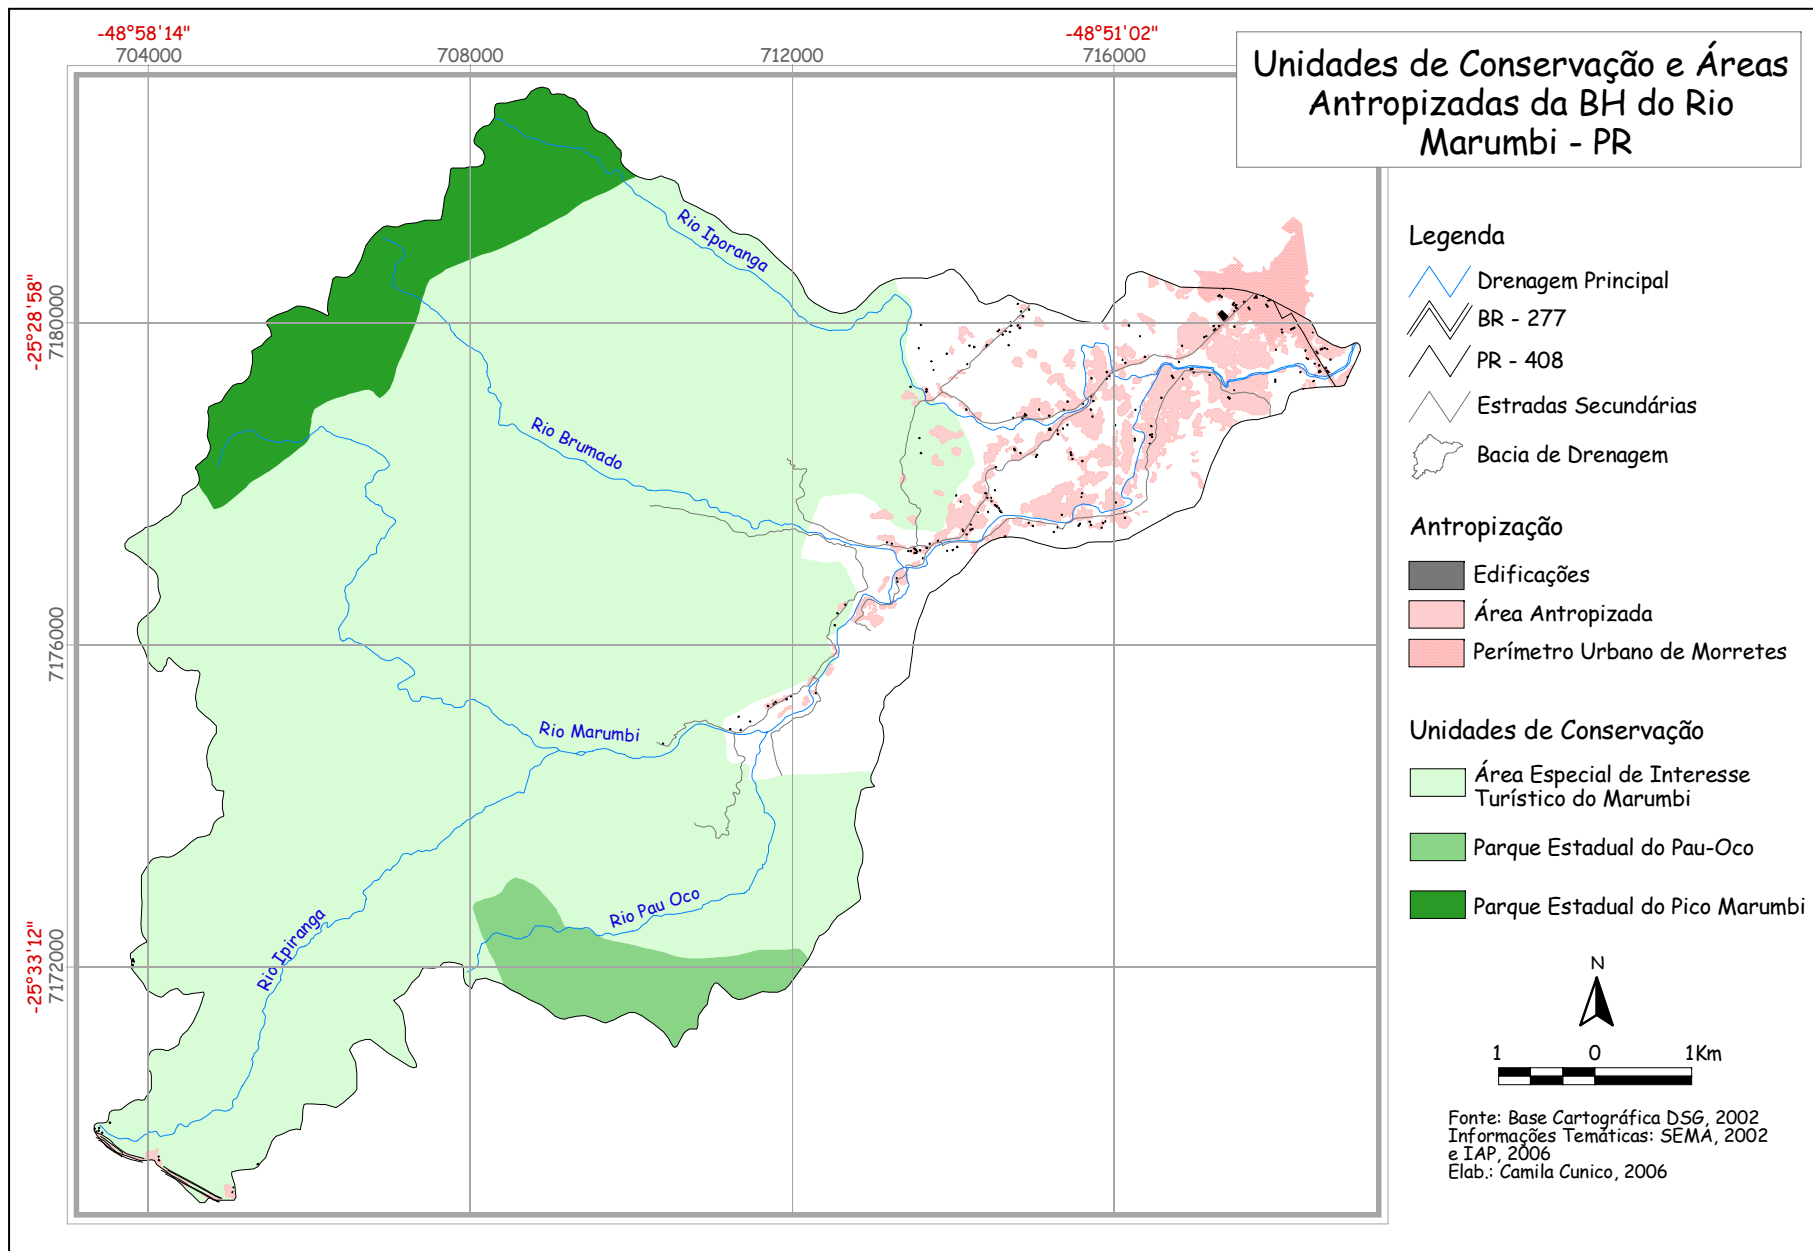 -48°58'14"
-48°51'02"
704000
708000
712000
716000
Unidades de Conservação e Áreas
Antropizadas da BH do Rio
Marumbi - PR
-25°28'58"
7180000
7176000
-25°33'12"
7172000
Rio Iporanga
Rio Brumado
Rio Marumbi
Rio Pau Oco
Rio Ipiranga
Legenda
Drenagem Principal
BR - 277
PR - 408
Estradas Secundárias
Bacia de Drenagem
Antropização
Edificações
Área Antropizada
Perímetro Urbano de Morretes
Unidades de Conservação
Área Especial de Interesse
Turístico do Marumbi
Parque Estadual do Pau-Oco
Parque Estadual do Pico Marumbi
N
1 0 1Km
Fonte: Base Cartográfica DSG, 2002
Informações Temáticas: SEMA, 2002
e IAP, 2006
Elab.: Camila Cunico, 2006